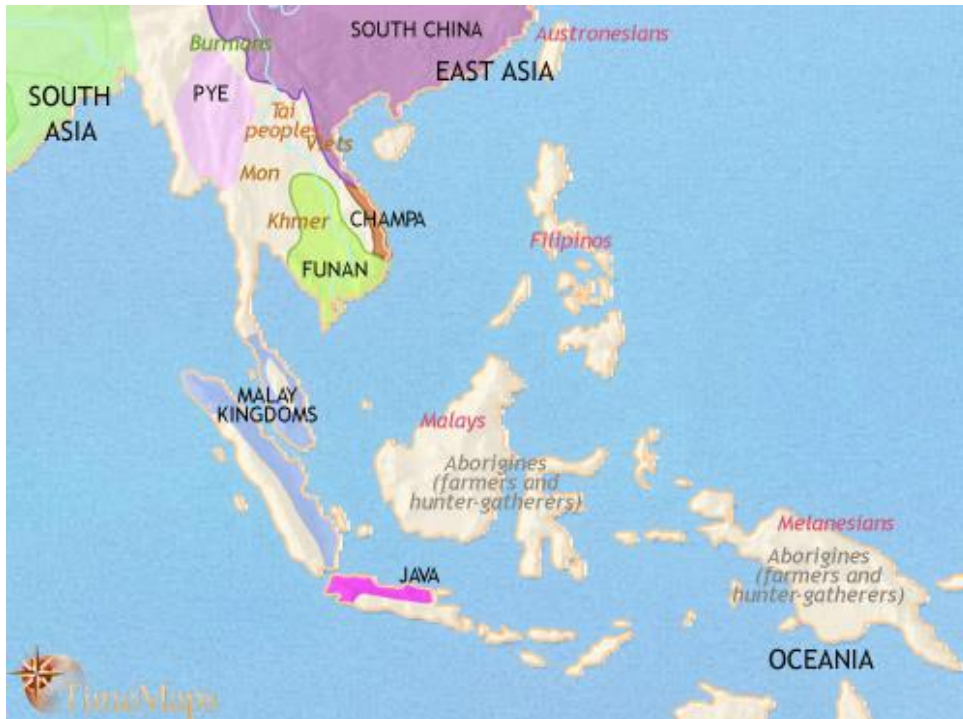 SOUTH CHINA
Austronesians
Burmans
EAST ASIA
SOUTH
ASIA
PYE
Tai
peoples
Viets
Mon
Khmer
CHAMPA
Filipinos
FUNAN
MALAY
KINGDOMS
Malays
Aborigines
(farmers and
hunter-gatherers)
Melanesians
Aborigines
(farmers and
hunter-gatherers)
JAVA
OCEANIA
TimeMaps